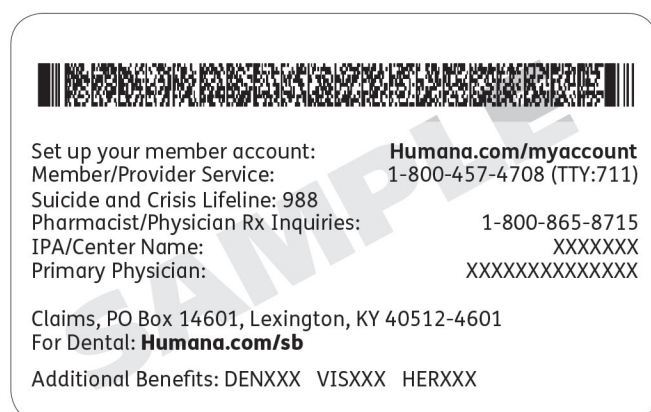 Set up your member account: Humana.com/myaccount
Member/Provider Service: 1-800-457-4708 (TTY:711)
Suicide and Crisis Lifeline: 988
Pharmacist/Physician Rx Inquiries: 1-800-865-8715
IPA/Center Name: XXXXXXX
Primary Physician: XXXXXXXXXXXXXX
Claims, PO Box 14601, Lexington, KY 40512-4601
For Dental: Humana.com/sb
Additional Benefits: DENXXX VISXXX HERXXX
SAMPLE